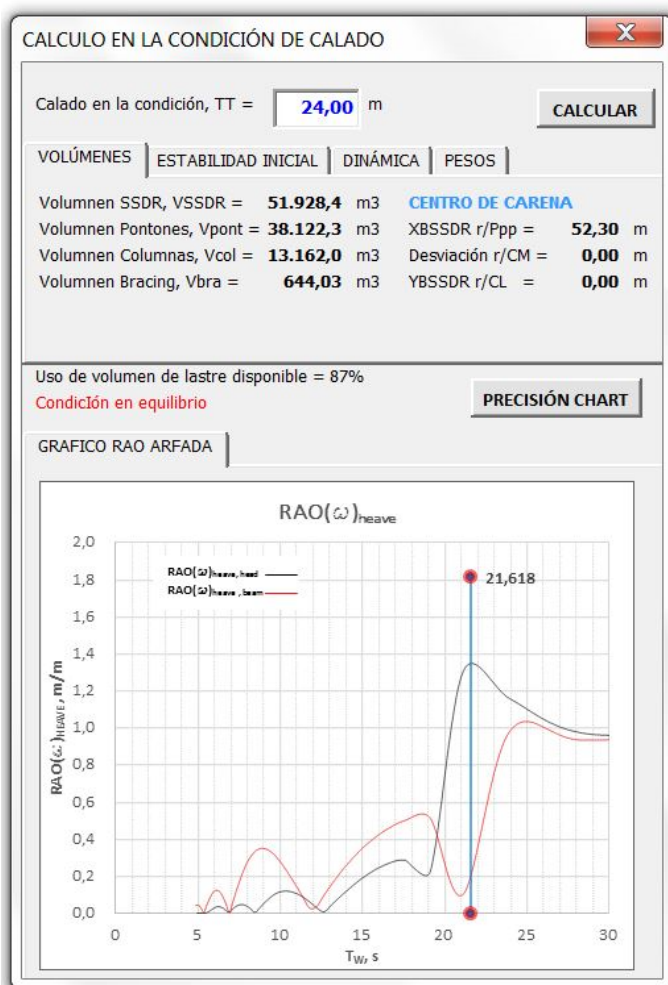 CALCULO EN LA CONDICIÓN DE CALADO
Calado en la condición, TT = 24,00 m
CALCULAR
VOLÚMENES ESTABILIDAD INICIAL DINÁMICA PESOS
Volumnen SSDR, VSSDR = 51.928,4 m3 CENTRO DE CARENA
Volumnen Pontones, Vpont = 38.122,3 m3 XBSSDR r/Ppp = 52,30 m
Volumnen Columnas, Vcol = 13.162,0 m3 Desviación r/CM = 0,00 m
Volumnen Bracing, Vbra = 644,03 m3 YBSSDR r/CL = 0,00 m
Uso de volumen de lastre disponible = 87%
CondicIón en equilibrio
PRECISIÓN CHART
GRAFICO RAO ARFADA
RAO(ω)heave
2,0
1,8
1,6
1,4
1,2
1,0
0,8
0,6
0,4
0,2
0,0
RAO(ω)HEAVE, m/m
RAO(ω)heave, head
RAO(ω)heave, beam
21,618
0 5 10 15 20 25 30
TW, s